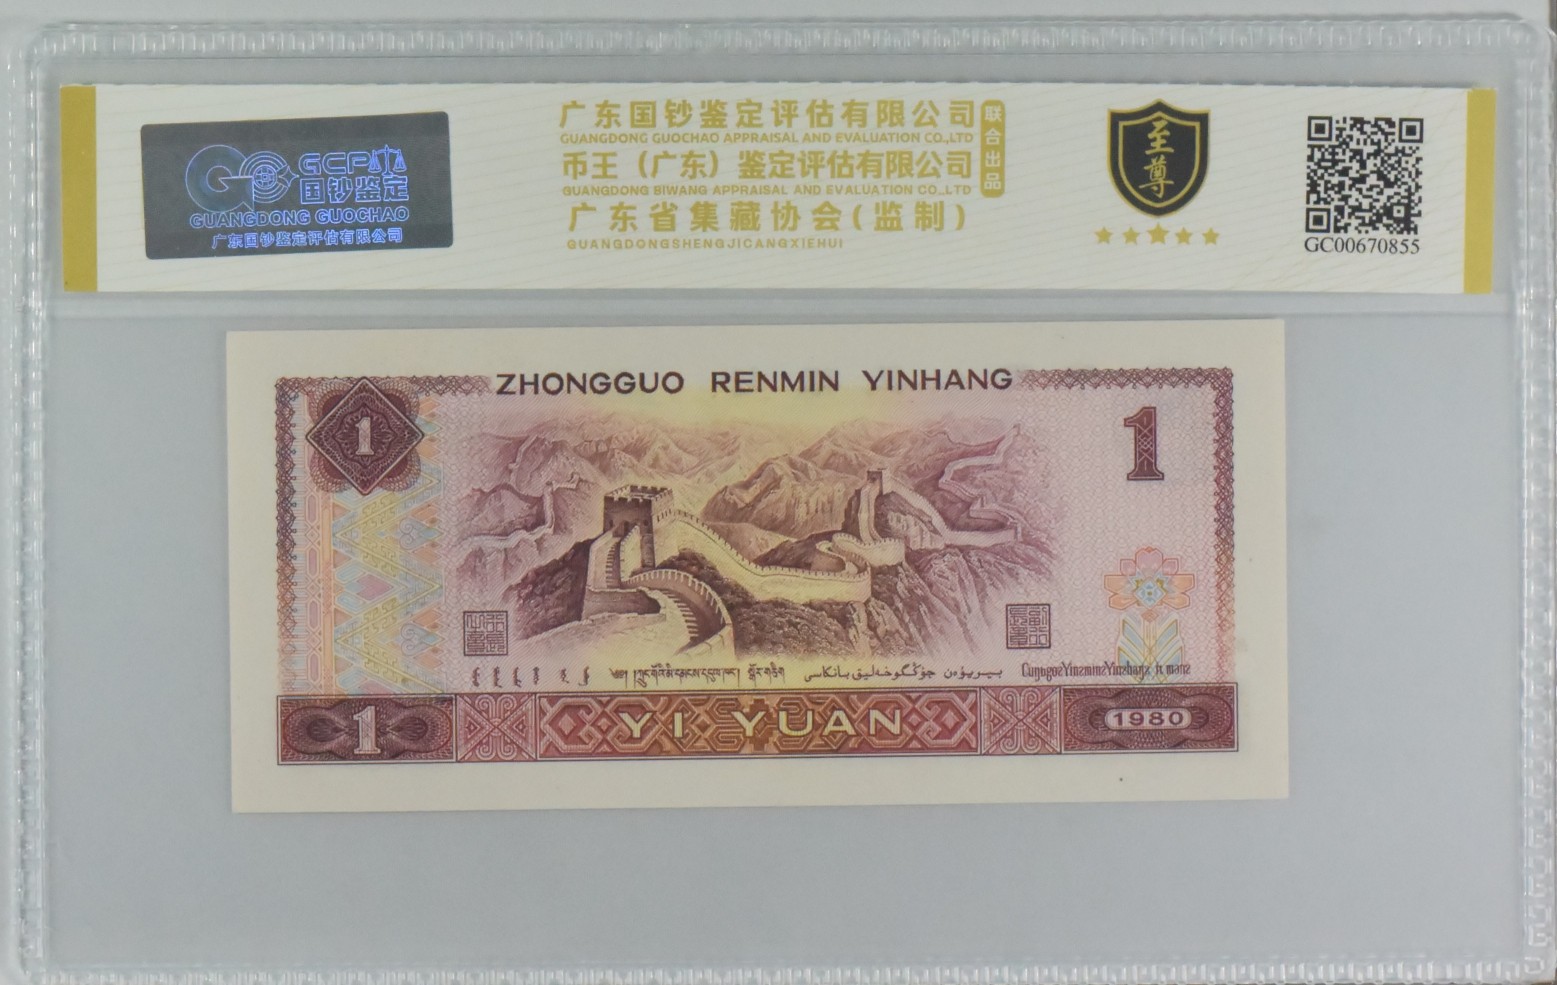 GCPA
国钞鉴定
GUANGDONG GUOCHAO
广东国钞鉴定评估有限公司
广东国钞鉴定评估有限公司
GUANGDONG GUOCHAO APPRAISAL AND EVALUATION CO.,LTD
币王（广东）鉴定评估有限公司
GUANGDONG BIWANG APPRAISAL AND EVALUATION CO.,LTD
广东省集藏协会(监制)
GUANGDONGSHENGJICANGXIEHUI
联合出品
至尊
GC00670855
ZHONGGUO RENMIN YINHANG
1
1
1
YI YUAN
1980